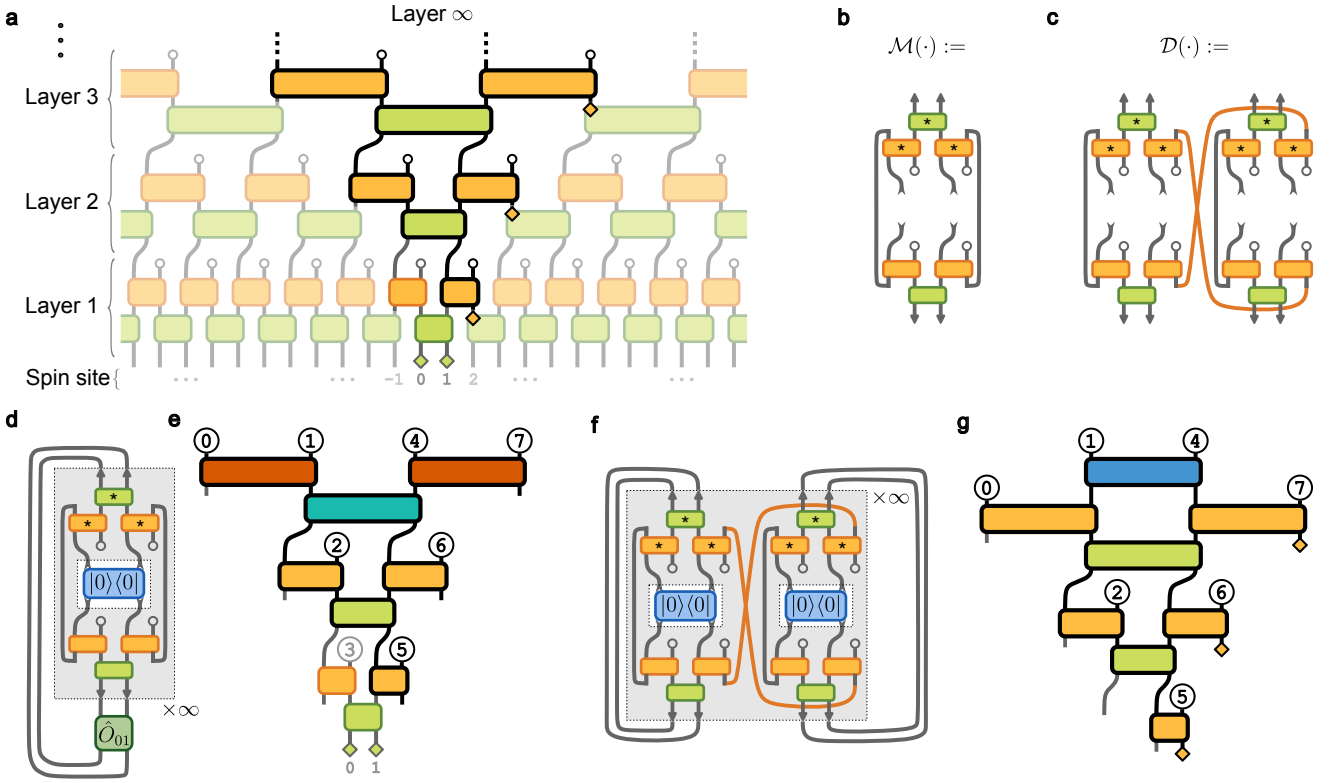 a
Layer ∞
Layer 3
Layer 2
Layer 1
Spin site
... ... −1 0 1 2 ... ...
b
ℳ(·) :=
* * *
c
𝒟(·) :=
* * * * * *
d
* * *
|0⟩⟨0|
×∞
Ô₀₁
e
0 1 4 7
2 6
3 5
0 1
f
×∞
* * * * * *
|0⟩⟨0| |0⟩⟨0|
g
1 4
0 7
2 6
5